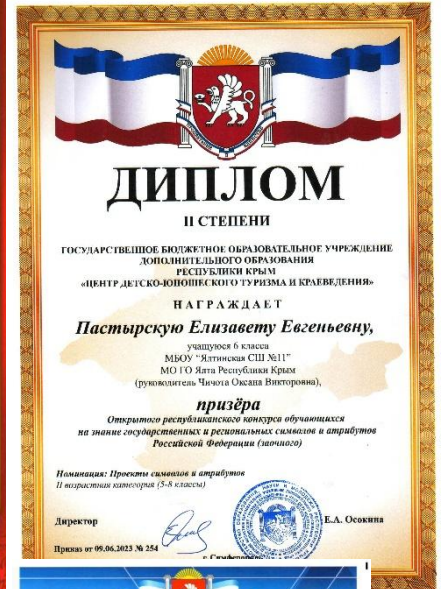 ДИПЛОМ
II СТЕПЕНИ
ГОСУДАРСТВЕННОЕ БЮДЖЕТНОЕ ОБРАЗОВАТЕЛЬНОЕ УЧРЕЖДЕНИЕ
ДОПОЛНИТЕЛЬНОГО ОБРАЗОВАНИЯ
РЕСПУБЛИКИ КРЫМ
«ЦЕНТР ДЕТСКО-ЮНОШЕСКОГО ТУРИЗМА И КРАЕВЕДЕНИЯ»
НАГРАЖДАЕТ
Пастырскую Елизавету Евгеньевну,
учащуюся 6 класса
МБОУ "Ялтинская СШ №11"
МО ГО Ялта Республики Крым
(руководитель Чичота Оксана Викторовна),
призёра
Открытого республиканского конкурса обучающихся
на знание государственных и региональных символов и атрибутов
Российской Федерации (заочного)
Номинация: Проекты символов и атрибутов
II возрастная категория (5-8 классы)
Директор
Е.А. Осокина
Приказ от 09.06.2023 № 254